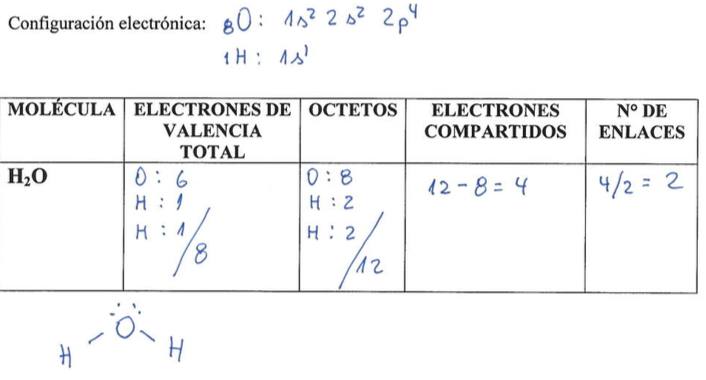 Configuración electrónica: ₈O : 1s² 2s² 2p⁴
₁H : 1s¹
MOLÉCULA ELECTRONES DE VALENCIA TOTAL OCTETOS ELECTRONES COMPARTIDOS Nº DE ENLACES
H₂O O : 6 O : 8 12 - 8 = 4 4/2 = 2
H : 1 H : 2
H : 1 H : 2
/8 /12
O
H H